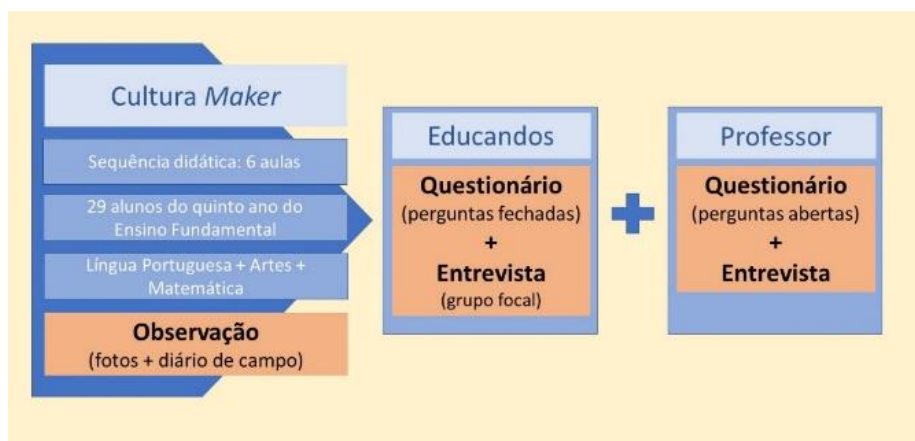 Cultura Maker
Sequência didática: 6 aulas
29 alunos do quinto ano do
Ensino Fundamental
Língua Portuguesa + Artes +
Matemática
Observação
(fotos + diário de campo)
Educandos
Questionário
(perguntas fechadas)
+
Entrevista
(grupo focal)
Professor
Questionário
(perguntas abertas)
+
Entrevista